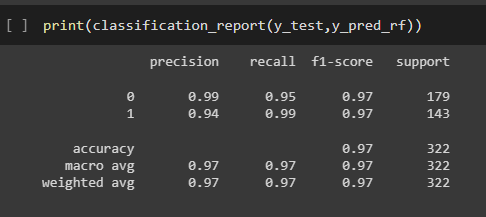 [ ] print(classification_report(y_test,y_pred_rf))
precision recall f1-score support
0 0.99 0.95 0.97 179
1 0.94 0.99 0.97 143
accuracy 0.97 322
macro avg 0.97 0.97 0.97 322
weighted avg 0.97 0.97 0.97 322